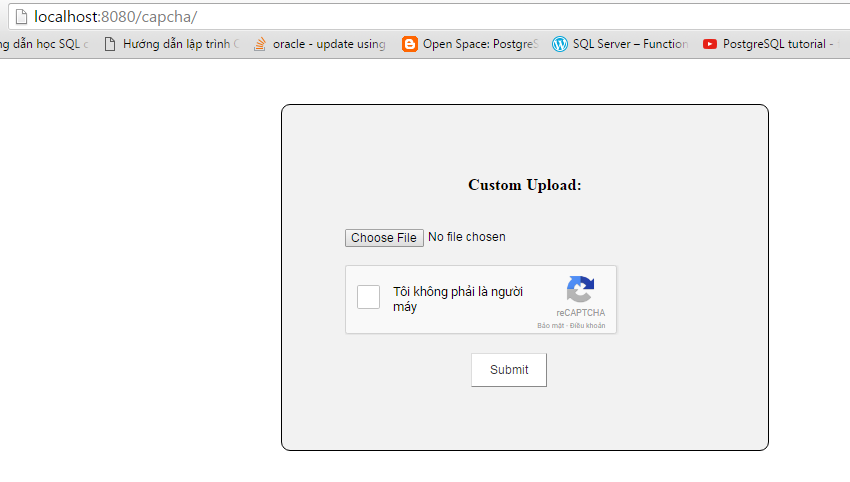 localhost:8080/capcha/
ng dẫn học SQL c Hướng dẫn lập trình C oracle - update using Open Space: PostgreS SQL Server – Function PostgreSQL tutorial -
Custom Upload:
Choose File No file chosen
Tôi không phải là người
máy
reCAPTCHA
Bảo mật - Điều khoản
Submit